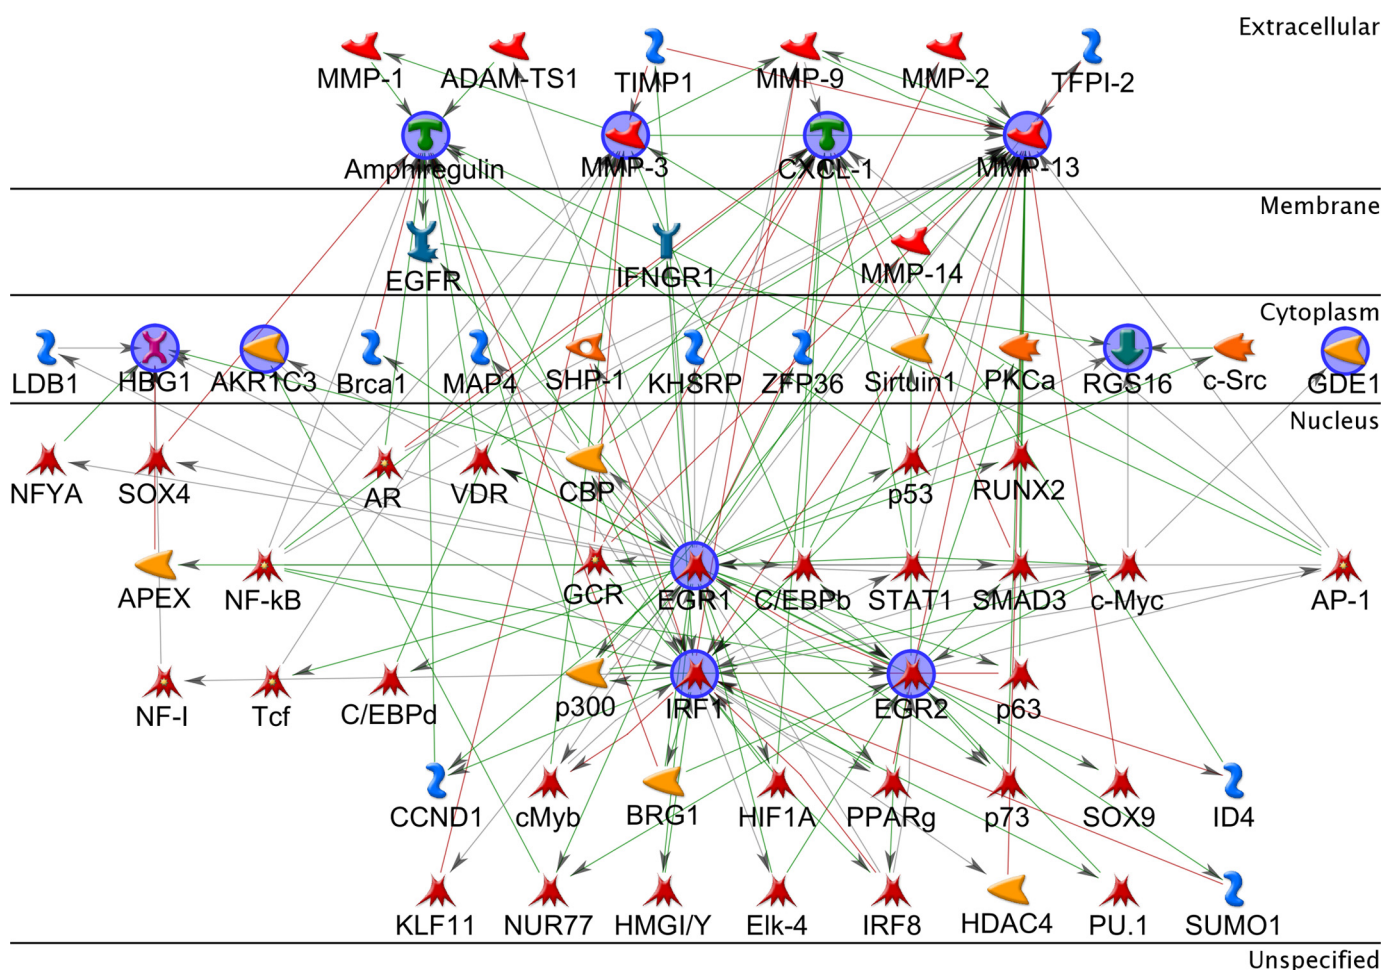 Extracellular
MMP-1 ADAM-TS1 TIMP1 MMP-9 MMP-2 TFPI-2
Amphiregulin MMP-3 CXCL-1 MMP-13
Membrane
EGFR IFNGR1 MMP-14
Cytoplasm
LDB1 HBG1 AKR1C3 Brca1 MAP4 SHP-1 KHSRP ZFP36 Sirtuin1 PKCa RGS16 c-Src GDE1
Nucleus
NFYA SOX4 AR VDR CBP p53 RUNX2
APEX NF-kB GCR EGR1 C/EBPb STAT1 SMAD3 c-Myc AP-1
NF-I Tcf C/EBPd p300 IRF1 EGR2 p63
CCND1 cMyb BRG1 HIF1A PPARg p73 SOX9 ID4
KLF11 NUR77 HMGI/Y Elk-4 IRF8 HDAC4 PU.1 SUMO1
Unspecified